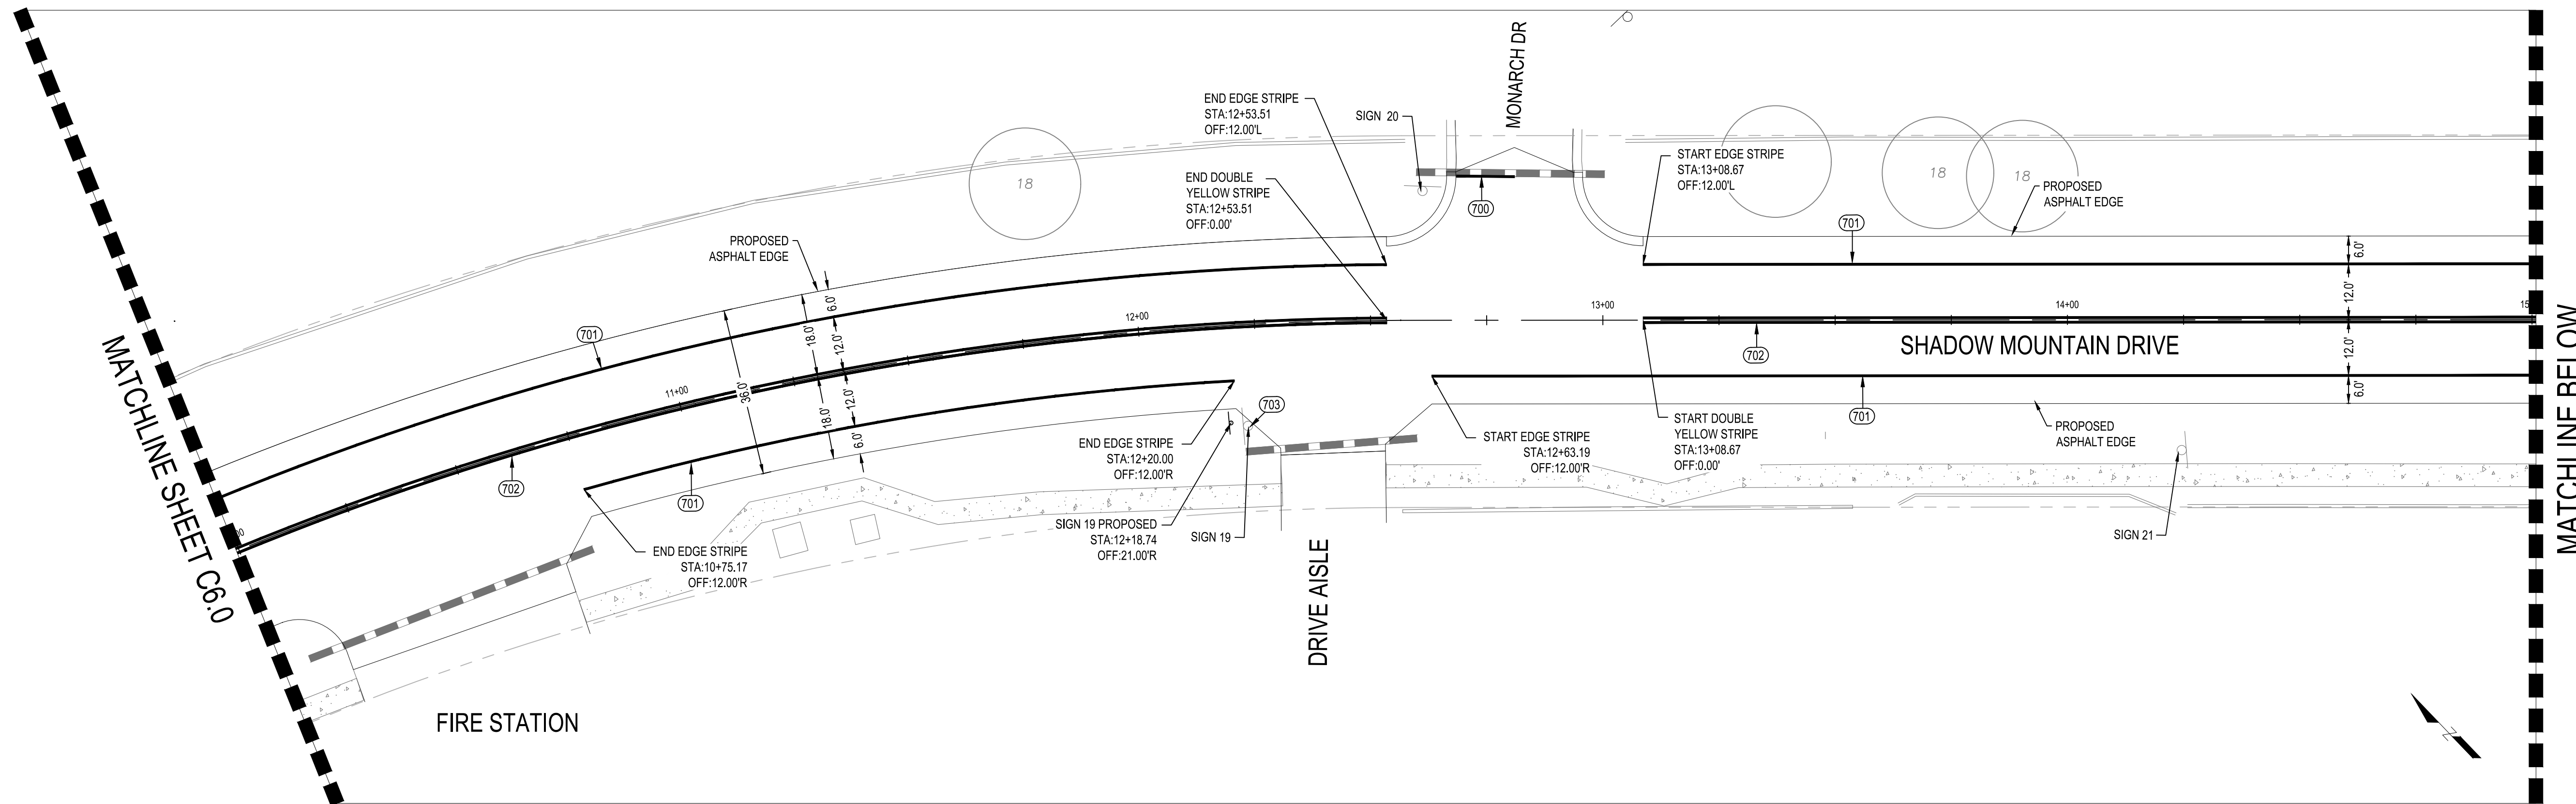 MONARCH DR
END EDGE STRIPE
STA:12+53.51
OFF:12.00'L
SIGN 20
END DOUBLE
YELLOW STRIPE
STA:12+53.51
OFF:0.00'
700
START EDGE STRIPE
STA:13+08.67
OFF:12.00'L
18
18
18
PROPOSED
ASPHALT EDGE
PROPOSED
ASPHALT EDGE
701
701
6.0'
12.0'
12.0'
6.0'
6.0'
18.0'
12.0'
36.0'
18.0'
12.0'
6.0'
11+00
12+00
13+00
14+00
15
702
702
SHADOW MOUNTAIN DRIVE
MATCHLINE SHEET C6.0
MATCHLINE BELOW
701
701
703
END EDGE STRIPE
STA:12+20.00
OFF:12.00'R
START EDGE STRIPE
STA:12+63.19
OFF:12.00'R
START DOUBLE
YELLOW STRIPE
STA:13+08.67
OFF:0.00'
PROPOSED
ASPHALT EDGE
SIGN 19 PROPOSED
STA:12+18.74
OFF:21.00'R
SIGN 19
SIGN 21
END EDGE STRIPE
STA:10+75.17
OFF:12.00'R
DRIVE AISLE
FIRE STATION
N